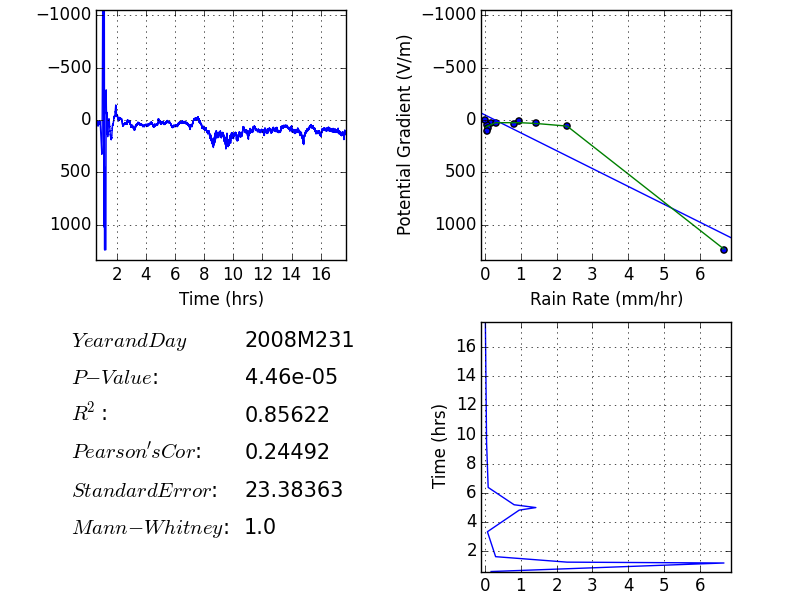 −1000
−500
0
500
1000
2 4 6 8 10 12 14 16
Time (hrs)
Potential Gradient (V/m)
−1000
−500
0
500
1000
0 1 2 3 4 5 6
Rain Rate (mm/hr)
YearandDay 2008M231
P−Value: 4.46e-05
R²: 0.85622
Pearson'sCor: 0.24492
StandardError: 23.38363
Mann−Whitney: 1.0
Time (hrs)
16
14
12
10
8
6
4
2
0 1 2 3 4 5 6